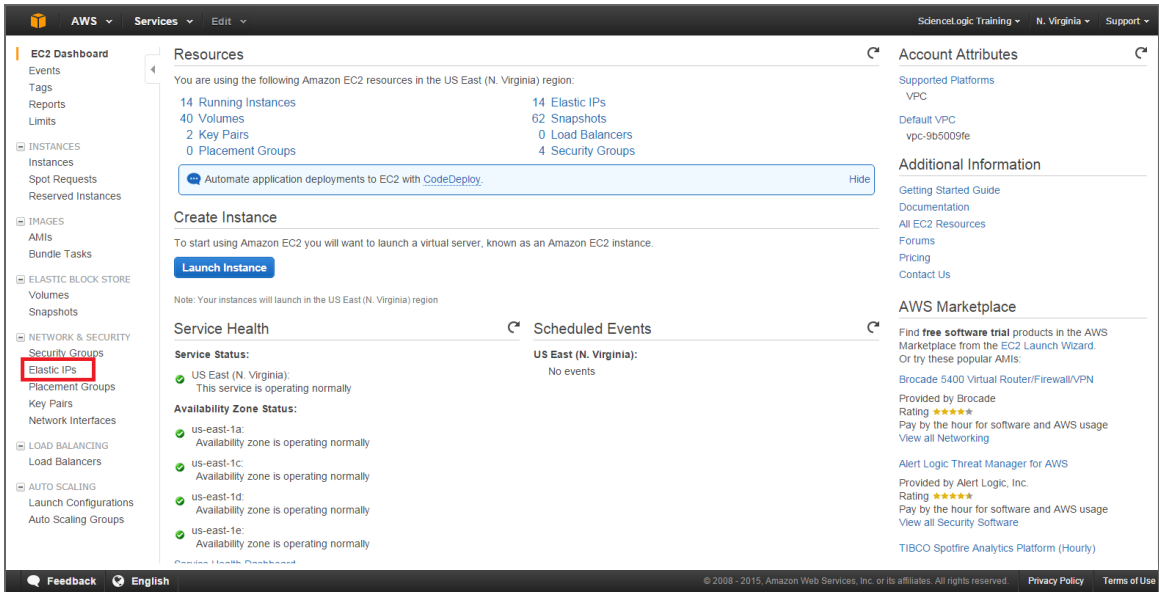 AWS Services Edit ScienceLogic Training N. Virginia Support
EC2 Dashboard
Events
Tags
Reports
Limits
INSTANCES
Instances
Spot Requests
Reserved Instances
IMAGES
AMIs
Bundle Tasks
ELASTIC BLOCK STORE
Volumes
Snapshots
NETWORK & SECURITY
Security Groups
Elastic IPs
Placement Groups
Key Pairs
Network Interfaces
LOAD BALANCING
Load Balancers
AUTO SCALING
Launch Configurations
Auto Scaling Groups
Resources
You are using the following Amazon EC2 resources in the US East (N. Virginia) region:
14 Running Instances 14 Elastic IPs
40 Volumes 62 Snapshots
2 Key Pairs 0 Load Balancers
0 Placement Groups 4 Security Groups
Automate application deployments to EC2 with CodeDeploy. Hide
Create Instance
To start using Amazon EC2 you will want to launch a virtual server, known as an Amazon EC2 instance.
Launch Instance
Note: Your instances will launch in the US East (N. Virginia) region
Service Health
Service Status:
US East (N. Virginia):
This service is operating normally
Availability Zone Status:
us-east-1a:
Availability zone is operating normally
us-east-1c:
Availability zone is operating normally
us-east-1d:
Availability zone is operating normally
us-east-1e:
Availability zone is operating normally
Service Health Dashboard
Scheduled Events
US East (N. Virginia):
No events
Account Attributes
Supported Platforms
VPC
Default VPC
vpc-9b5009fe
Additional Information
Getting Started Guide
Documentation
All EC2 Resources
Forums
Pricing
Contact Us
AWS Marketplace
Find free software trial products in the AWS
Marketplace from the EC2 Launch Wizard.
Or try these popular AMIs:
Brocade 5400 Virtual Router/Firewall/VPN
Provided by Brocade
Rating
Pay by the hour for software and AWS usage
View all Networking
Alert Logic Threat Manager for AWS
Provided by Alert Logic, Inc.
Rating
Pay by the hour for software and AWS usage
View all Security Software
TIBCO Spotfire Analytics Platform (Hourly)
Feedback English © 2008 - 2015, Amazon Web Services, Inc. or its affiliates. All rights reserved. Privacy Policy Terms of Use